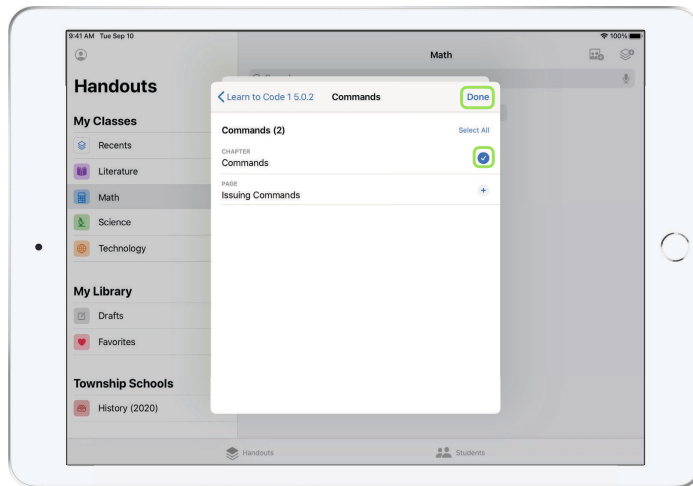 9:41 AM Tue Sep 10
100%
Math
Handouts
My Classes
Recents
Literature
Math
Science
Technology
My Library
Drafts
Favorites
Township Schools
History (2020)
Learn to Code 1 5.0.2 Commands Done
Commands (2) Select All
CHAPTER
Commands
PAGE
Issuing Commands
Handouts Students